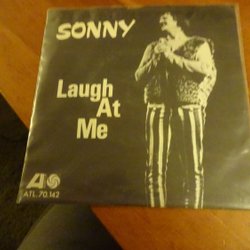 SONNY
Laugh
At
Me
ATL. 70.142